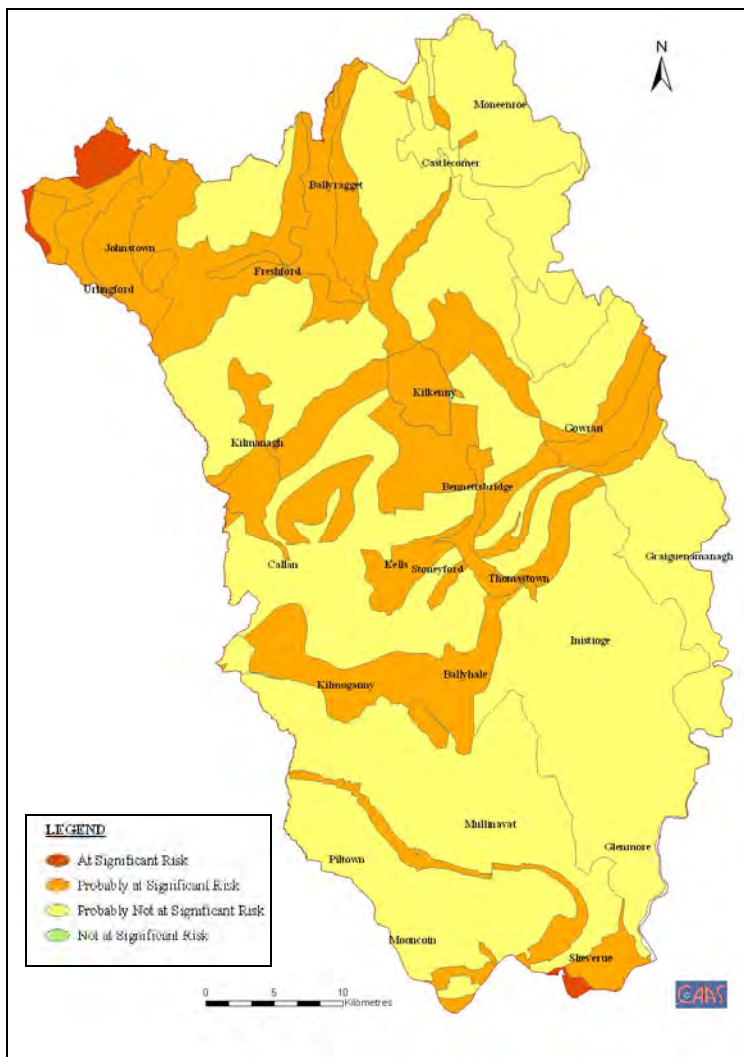 N
Moneenroe
Castlecomer
Ballyragget
Johnstown
Freshford
Urlingford
Kilkenny
Gowran
Kilmanagh
Bennettsbridge
Graiguenamanagh
Callan
Kells
Stoneyford
Thomastown
Inistioge
Ballyhale
Kilmoganny
Mullinavat
Glenmore
Piltown
Mooncoin
Slieverue
LEGEND
At Significant Risk
Probably at Significant Risk
Probably Not at Significant Risk
Not at Significant Risk
0 5 10
Kilometres
CAAS